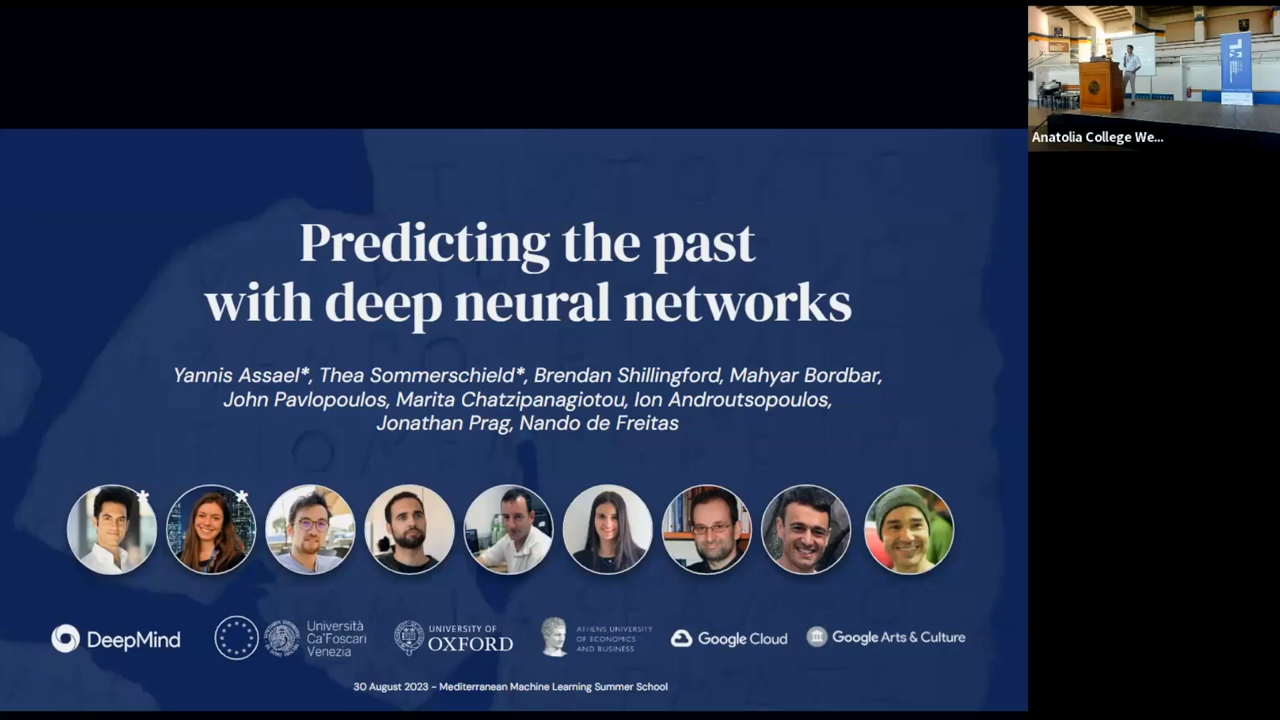 Predicting the past
with deep neural networks
Yannis Assael*, Thea Sommerschield*, Brendan Shillingford, Mahyar Bordbar,
John Pavlopoulos, Marita Chatzipanagiotou, Ion Androutsopoulos,
Jonathan Prag, Nando de Freitas
*
*
DeepMind
Università
Ca'Foscari
Venezia
UNIVERSITY OF
OXFORD
ATHENS UNIVERSITY
OF ECONOMICS
AND BUSINESS
Google Cloud
Google Arts & Culture
30 August 2023 – Mediterranean Machine Learning Summer School
Anatolia College We...